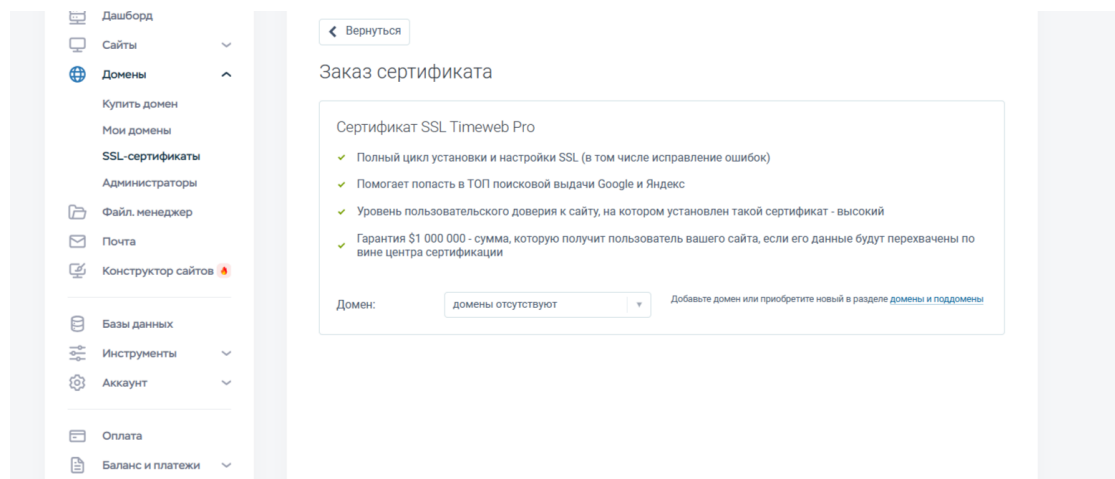 Дашборд
Сайты
Домены
Купить домен
Мои домены
SSL-сертификаты
Администраторы
Файл. менеджер
Почта
Конструктор сайтов
Базы данных
Инструменты
Аккаунт
Оплата
Баланс и платежи
Вернуться
Заказ сертификата
Сертификат SSL Timeweb Pro
Полный цикл установки и настройки SSL (в том числе исправление ошибок)
Помогает попасть в ТОП поисковой выдачи Google и Яндекс
Уровень пользовательского доверия к сайту, на котором установлен такой сертификат - высокий
Гарантия $1 000 000 - сумма, которую получит пользователь вашего сайта, если его данные будут перехвачены по
вине центра сертификации
Домен:
домены отсутствуют
Добавьте домен или приобретите новый в разделе домены и поддомены